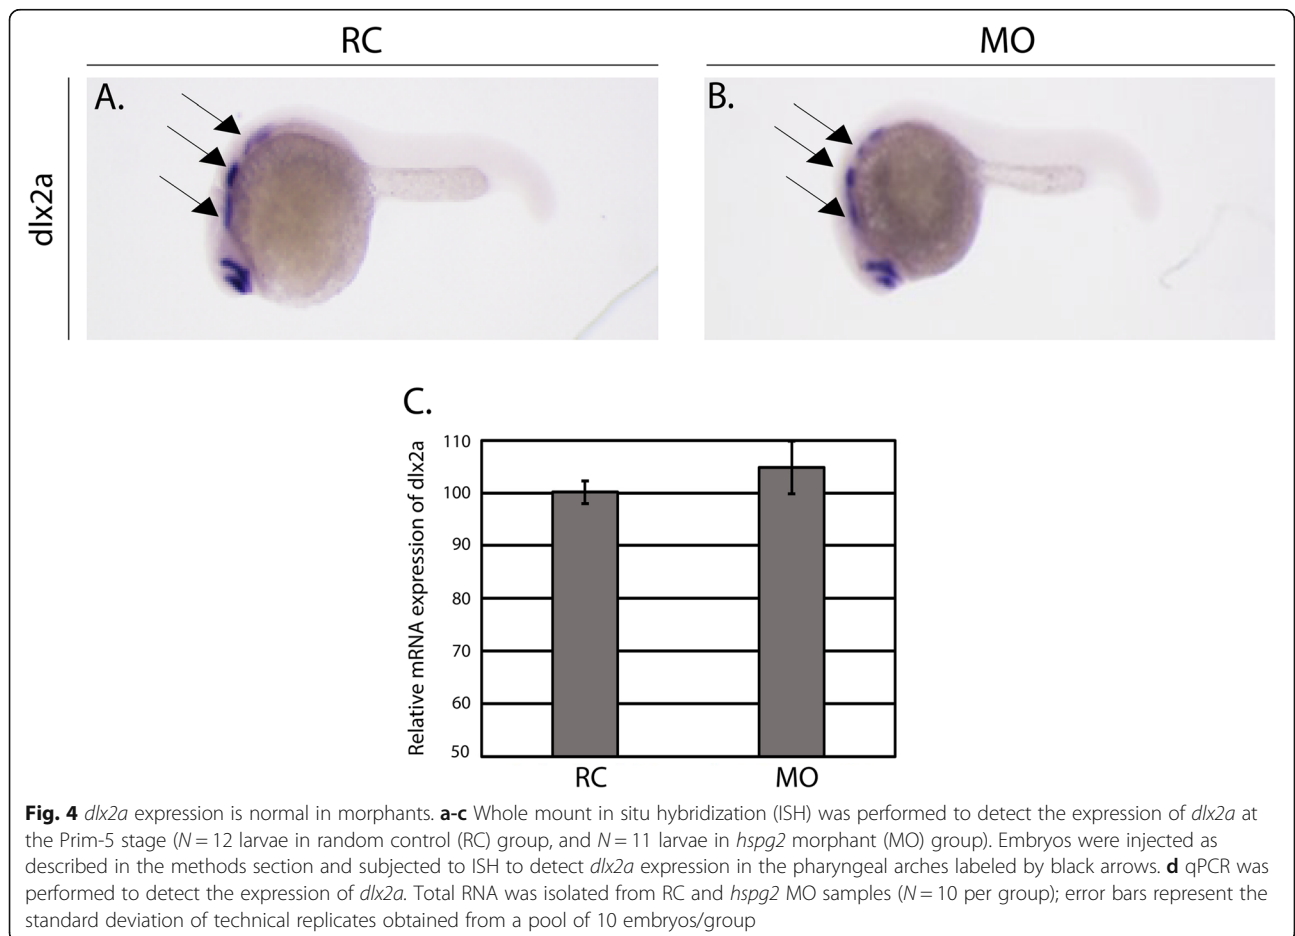 RC
MO
A.
B.
dlx2a
C.
Relative mRNA expression of dlx2a
110
100
90
80
70
60
50
RC
MO
Fig. 4 dlx2a expression is normal in morphants. a-c Whole mount in situ hybridization (ISH) was performed to detect the expression of dlx2a at
the Prim-5 stage (N = 12 larvae in random control (RC) group, and N = 11 larvae in hspg2 morphant (MO) group). Embryos were injected as
described in the methods section and subjected to ISH to detect dlx2a expression in the pharyngeal arches labeled by black arrows. d qPCR was
performed to detect the expression of dlx2a. Total RNA was isolated from RC and hspg2 MO samples (N = 10 per group); error bars represent the
standard deviation of technical replicates obtained from a pool of 10 embryos/group